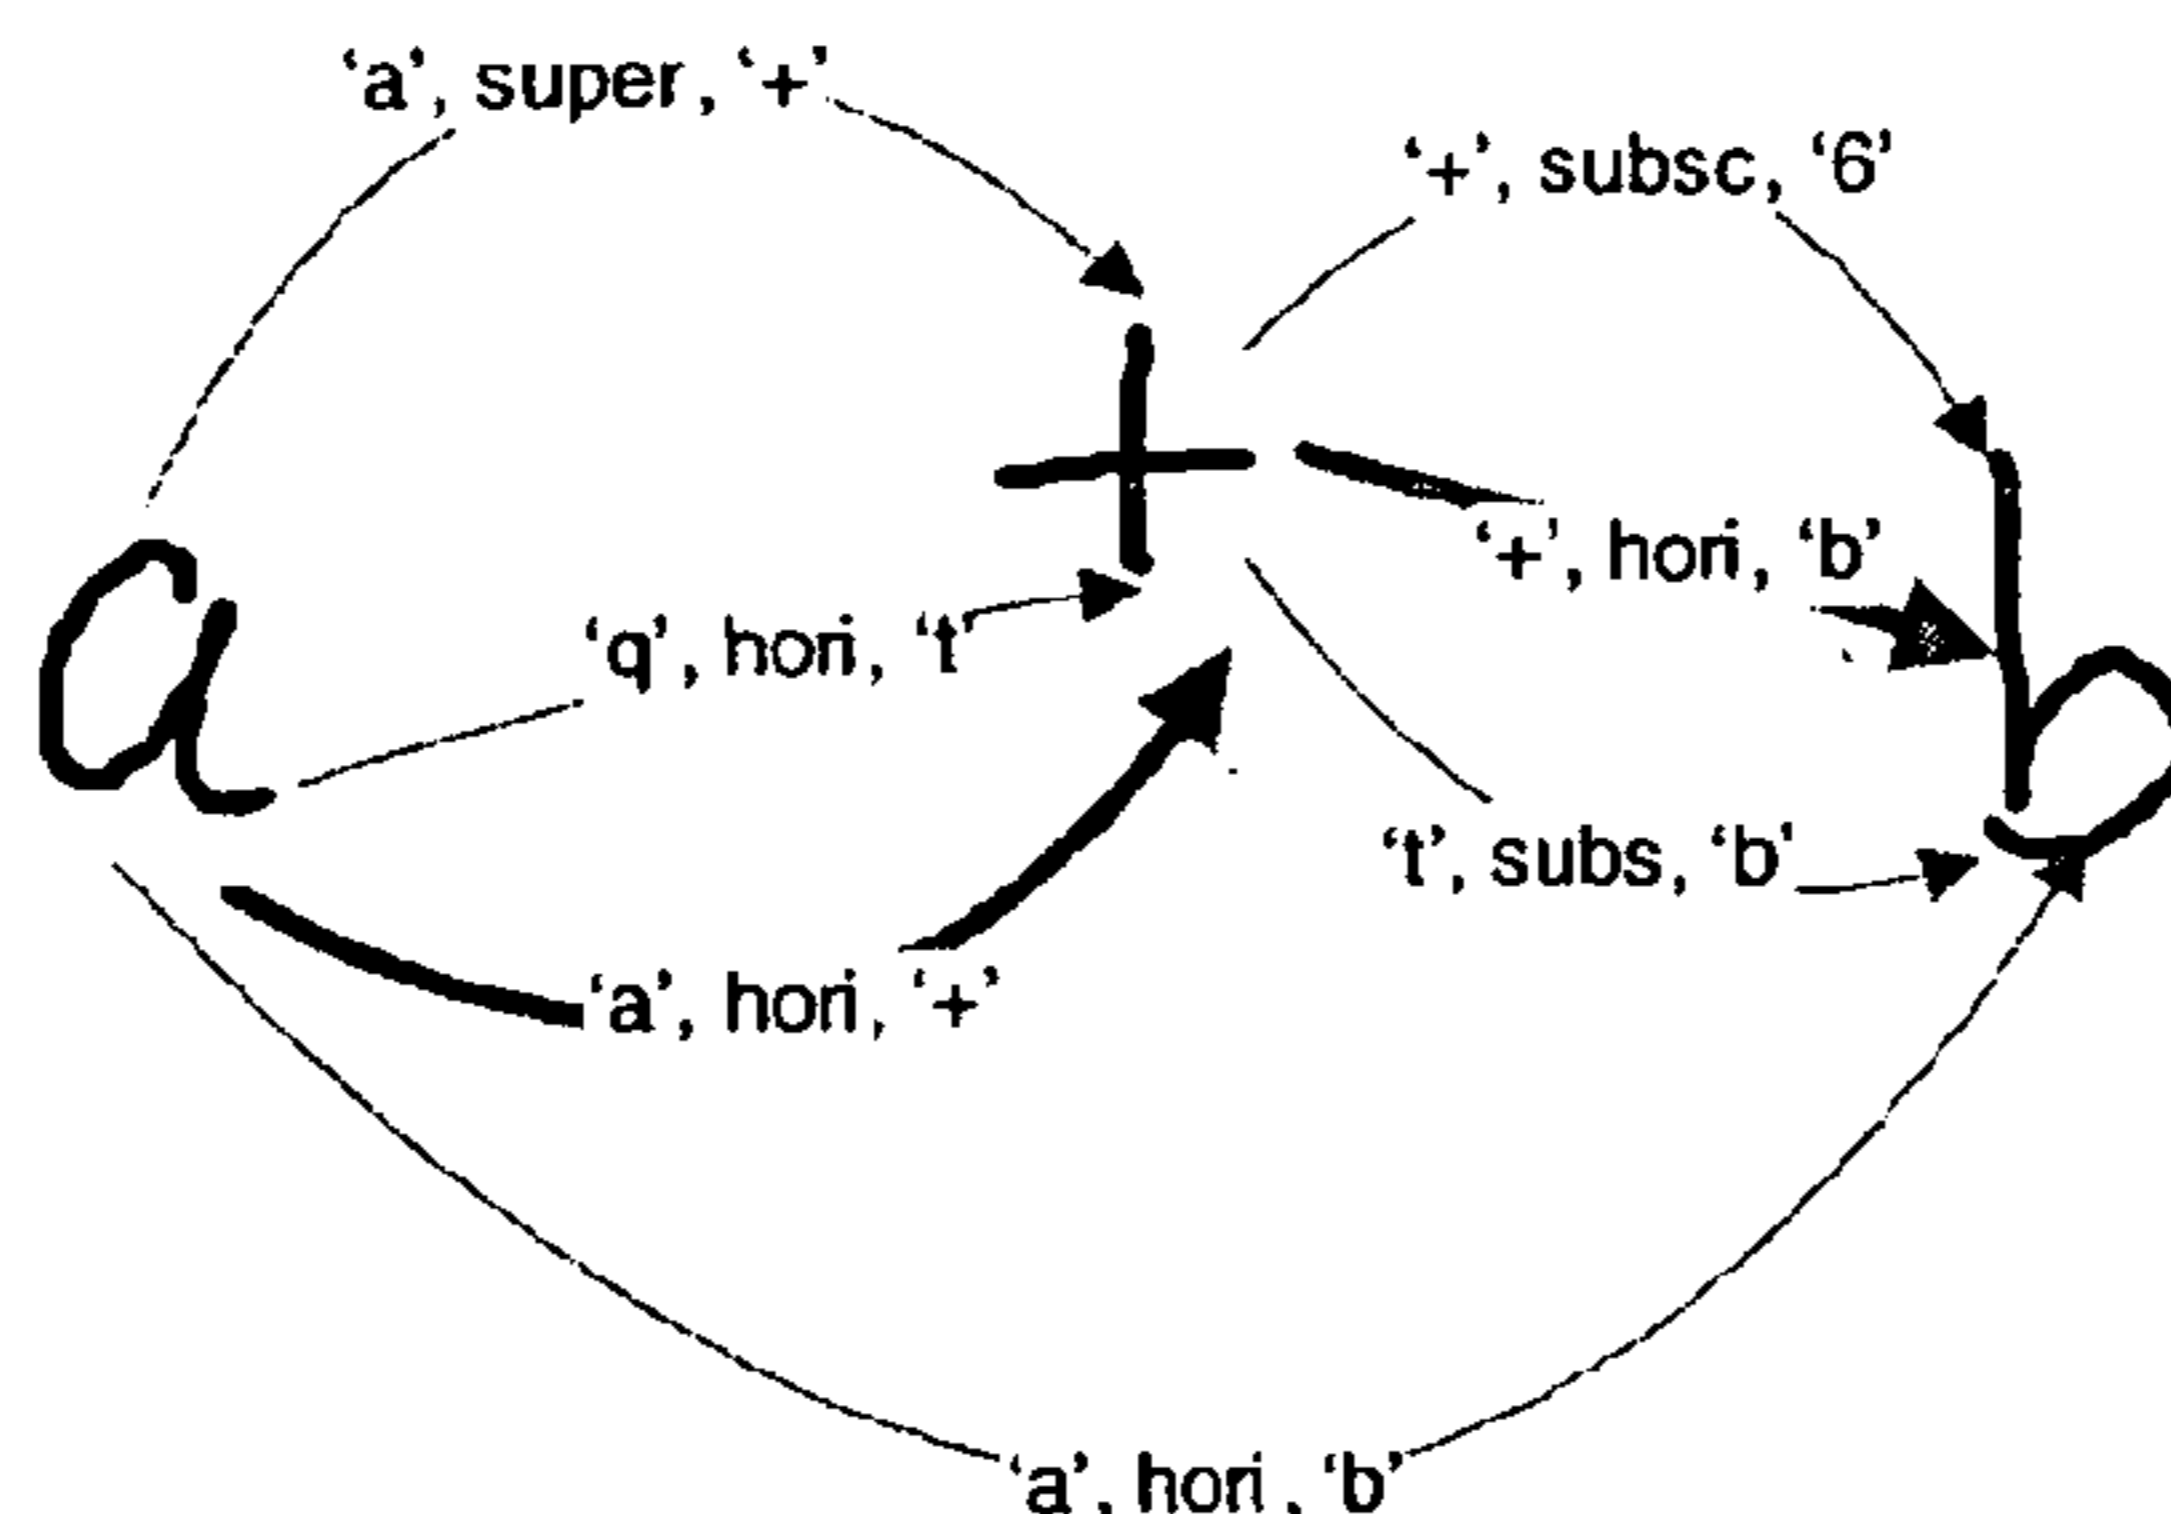 ‘a’, super, ‘+’
‘+’, subsc, ‘6’
+
‘+’, hori, ‘b’
a
‘q’, hori, ‘t’
b
‘t’, subs, ‘b’
‘a’, hori, ‘+’
‘a’, hori, ‘b’